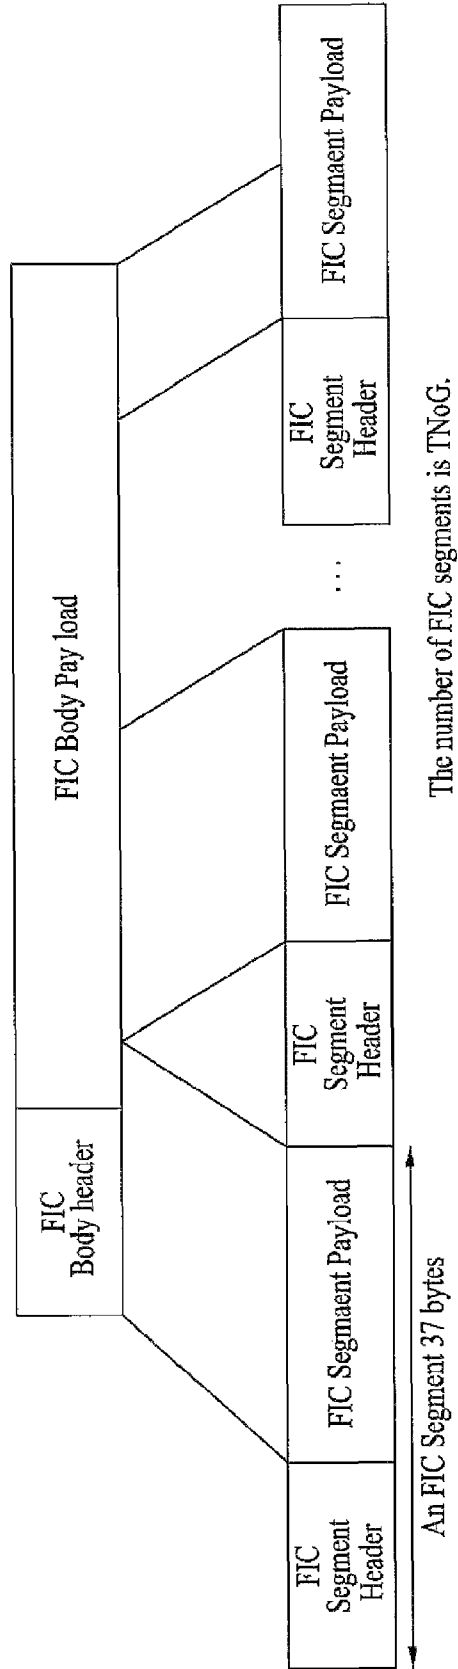 FIC
Body header
FIC Body Pay load
FIC
Segment
Header
FIC Segmaent Payload
FIC
Segment
Header
FIC Segmaent Payload
...
FIC
Segment
Header
FIC Segmaent Payload
An FIC Segment 37 bytes
The number of FIC segments is TNoG.